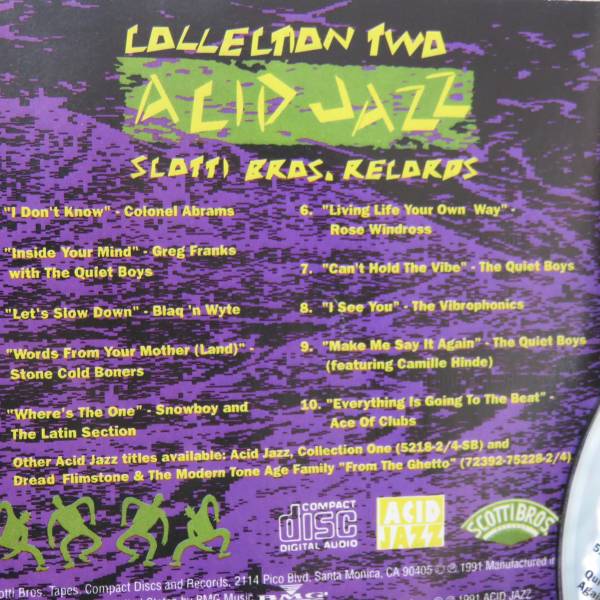 COLLECTION TWO
ACID JAZZ
SCOTTI BROS. RECORDS
"I Don't Know" - Colonel Abrams
"Inside Your Mind" - Greg Franks
with The Quiet Boys
"Let's Slow Down" - Blaq 'n Wyte
"Words From Your Mother (Land)" -
Stone Cold Boners
"Where's The One" - Snowboy and
The Latin Section
6. "Living Life Your Own Way" -
Rose Windross
7. "Can't Hold The Vibe" - The Quiet Boys
8. "I See You" - The Vibrophonics
9. "Make Me Say It Again" - The Quiet Boys
(featuring Camille Hinde)
10. "Everything Is Going To The Beat" -
Ace Of Clubs
Other Acid Jazz titles available: Acid Jazz, Collection One (5218-2/4-SB) and
Dread Flimstone & The Modern Tone Age Family "From The Ghetto" (72392-75228-2/4)
COMPACT
disc
DIGITAL AUDIO
ACID
JAZZ
SCOTTI BROS
Bros. Tapes, Compact Discs and Records, 2114 Pico Blvd, Santa Monica, CA 90405 © ℗ 1991 Manufactured
by BMG Music
BMG
℗ 1991 ACID JAZZ